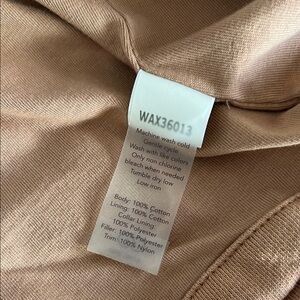 WAX36013
Machine wash cold
Gentle cycle
Wash with like colors
Only non chlorine
bleach when needed
Tumble dry low
Low iron
Body: 100% Cotton
Lining: 100% Cotton
Collar Lining:
100% Polyester
Filler: 100% Polyester
Trim: 100% Nylon